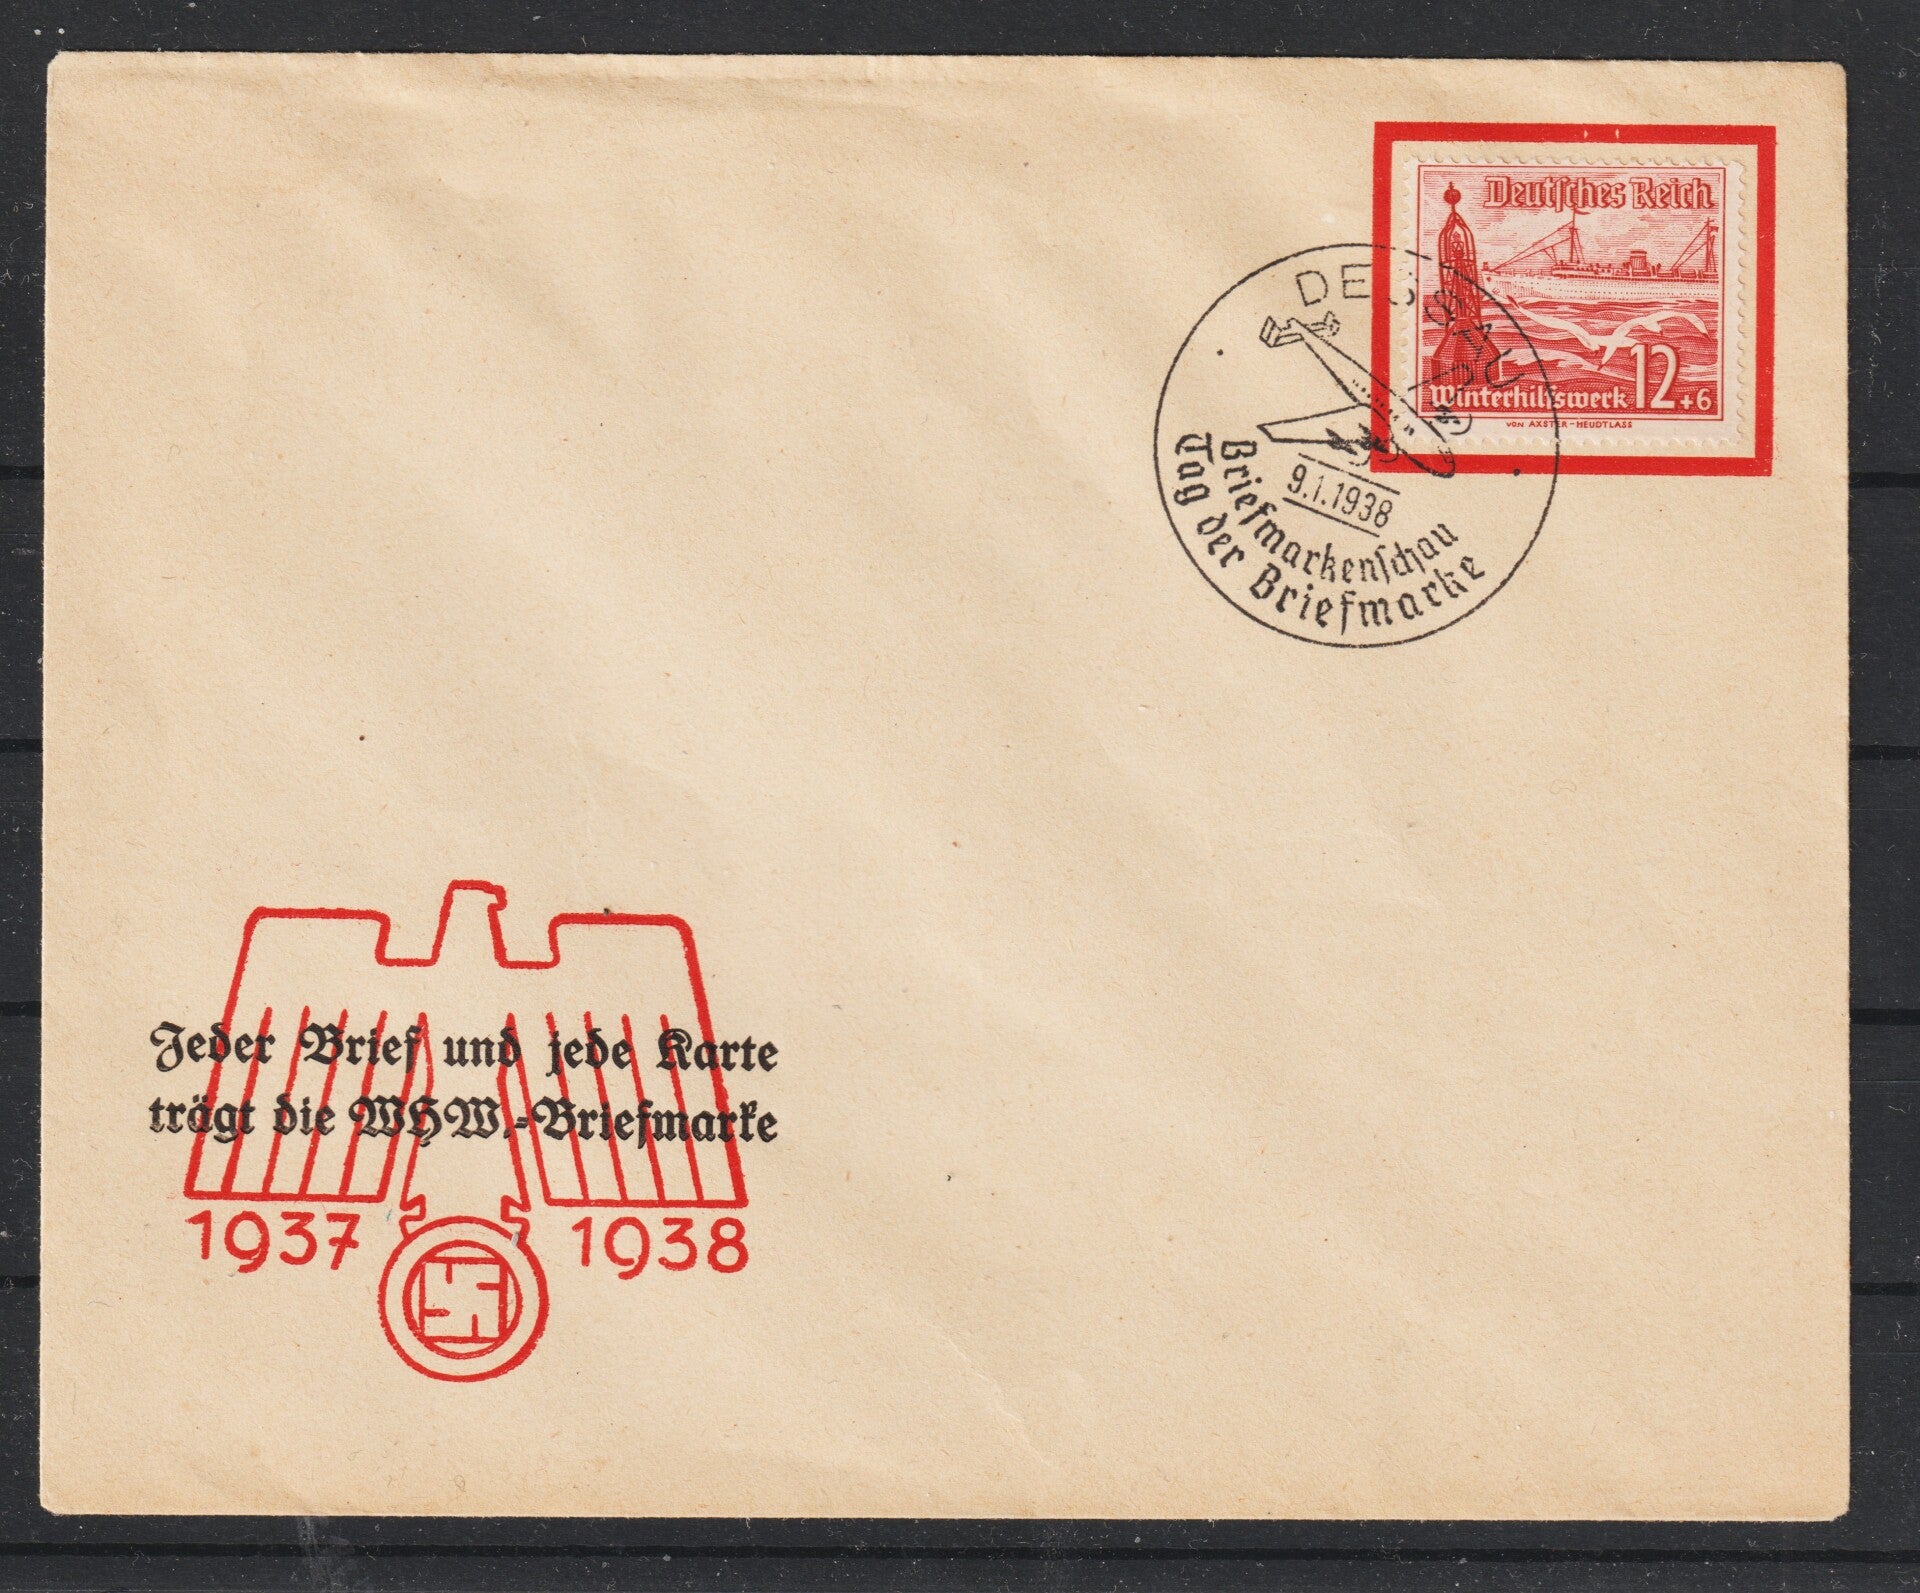 Deutsches Reich
Winterhilfswerk 12+6
VON AXSTER-HEUDTLASS
DESSAU
9.1.1938
Briefmarkenschau
Tag der Briefmarke
Jeder Brief und jede Karte
trägt die WHW.-Briefmarke
1937 1938